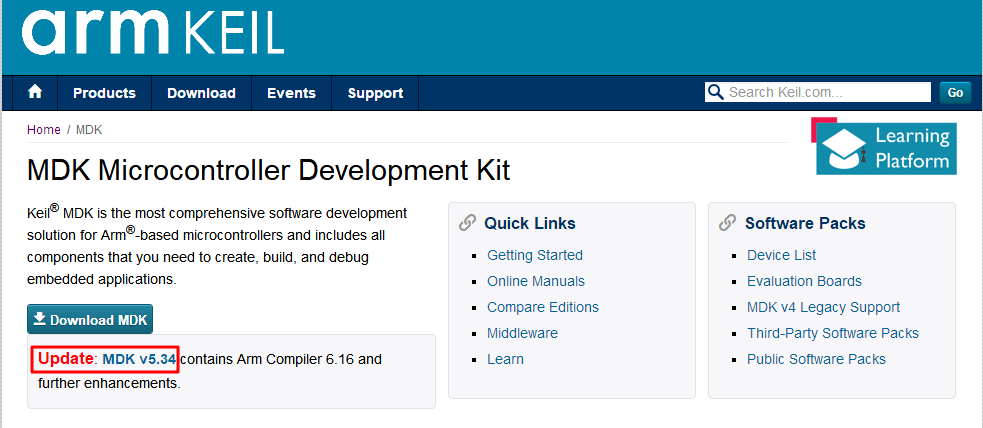 arm KEIL
Products Download Events Support Search Keil.com... Go
Home / MDK
Learning
Platform
MDK Microcontroller Development Kit
Keil® MDK is the most comprehensive software development
solution for Arm®-based microcontrollers and includes all
components that you need to create, build, and debug
embedded applications.
Download MDK
Update: MDK v5.34 contains Arm Compiler 6.16 and
further enhancements.
Quick Links
Getting Started
Online Manuals
Compare Editions
Middleware
Learn
Software Packs
Device List
Evaluation Boards
MDK v4 Legacy Support
Third-Party Software Packs
Public Software Packs